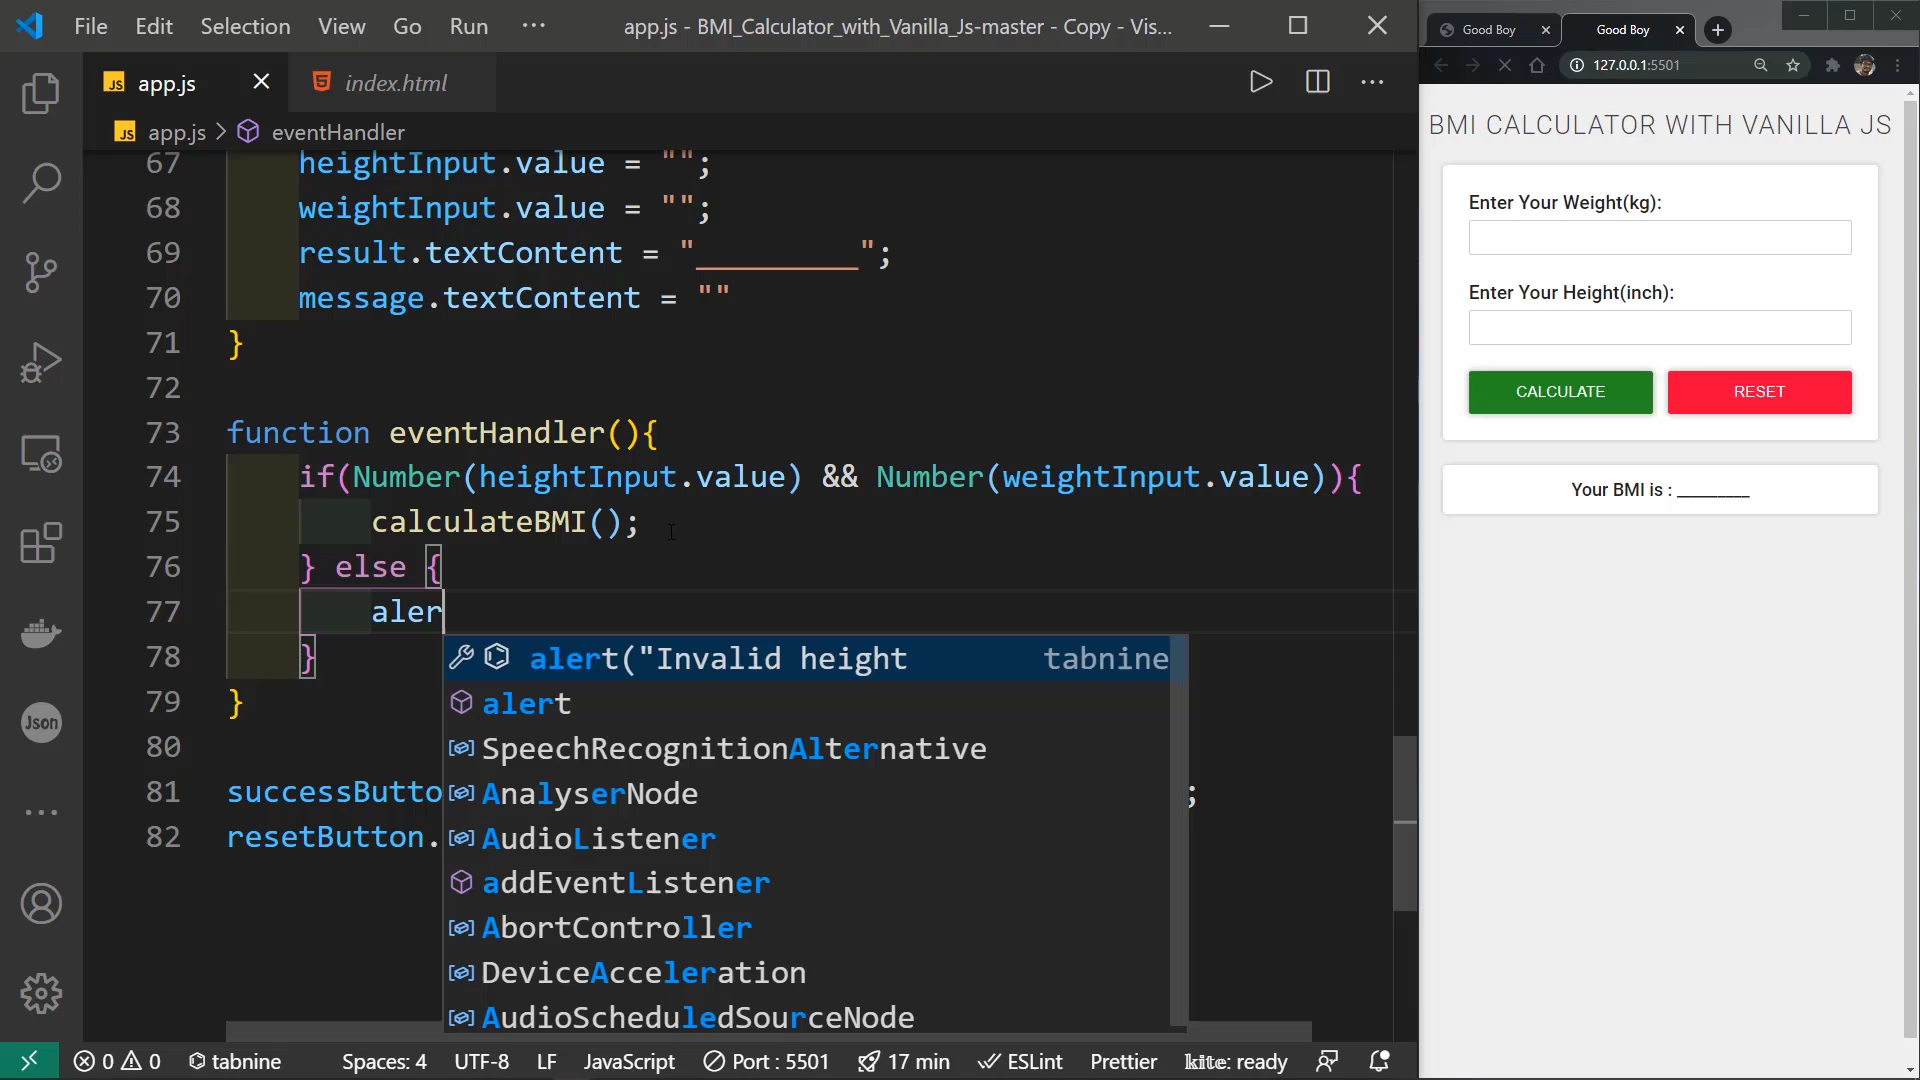 File Edit Selection View Go Run ··· app.js - BMI_Calculator_with_Vanilla_Js-master - Copy - Vis...
JS app.js index.html
JS app.js > eventHandler
67 heightInput.value = "";
68 weightInput.value = "";
69 result.textContent = "_________";
70 message.textContent = ""
71 }
72
73 function eventHandler(){
74 if(Number(heightInput.value) && Number(weightInput.value)){
75 calculateBMI();
76 } else {
77 aler
78 }
79 }
80
81 successButto ;
82 resetButton.
alert("Invalid height tabnine
alert
SpeechRecognitionAlternative
AnalyserNode
AudioListener
addEventListener
AbortController
DeviceAcceleration
AudioScheduledSourceNode
Json
0 0 tabnine Spaces: 4 UTF-8 LF JavaScript Port : 5501 17 min ESLint Prettier kite: ready
Good Boy Good Boy
127.0.0.1:5501
BMI CALCULATOR WITH VANILLA JS
Enter Your Weight(kg):
Enter Your Height(inch):
CALCULATE RESET
Your BMI is : _________